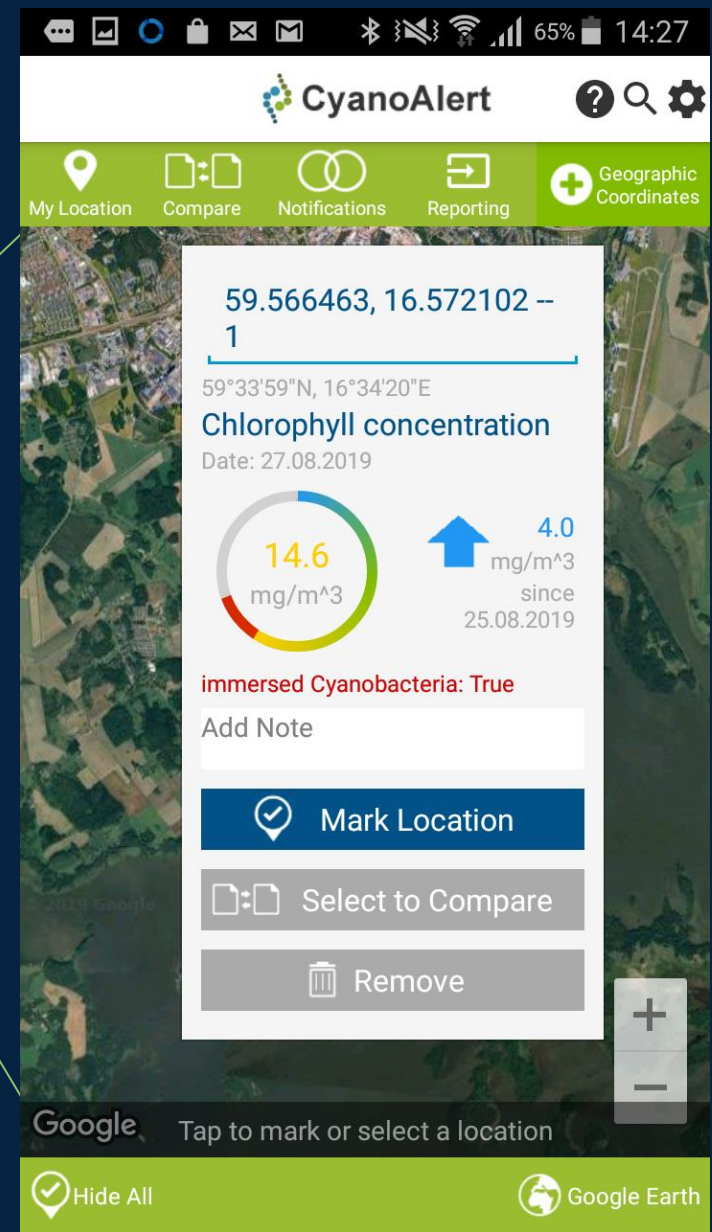 65% 14:27
CyanoAlert
My Location
Compare
Notifications
Reporting
Geographic
Coordinates
59.566463, 16.572102 --
1
59°33'59"N, 16°34'20"E
Chlorophyll concentration
Date: 27.08.2019
14.6
mg/m^3
4.0
mg/m^3
since
25.08.2019
immersed Cyanobacteria: True
Add Note
Mark Location
Select to Compare
Remove
© 2019 Google
+
−
Google
Tap to mark or select a location
Hide All
Google Earth